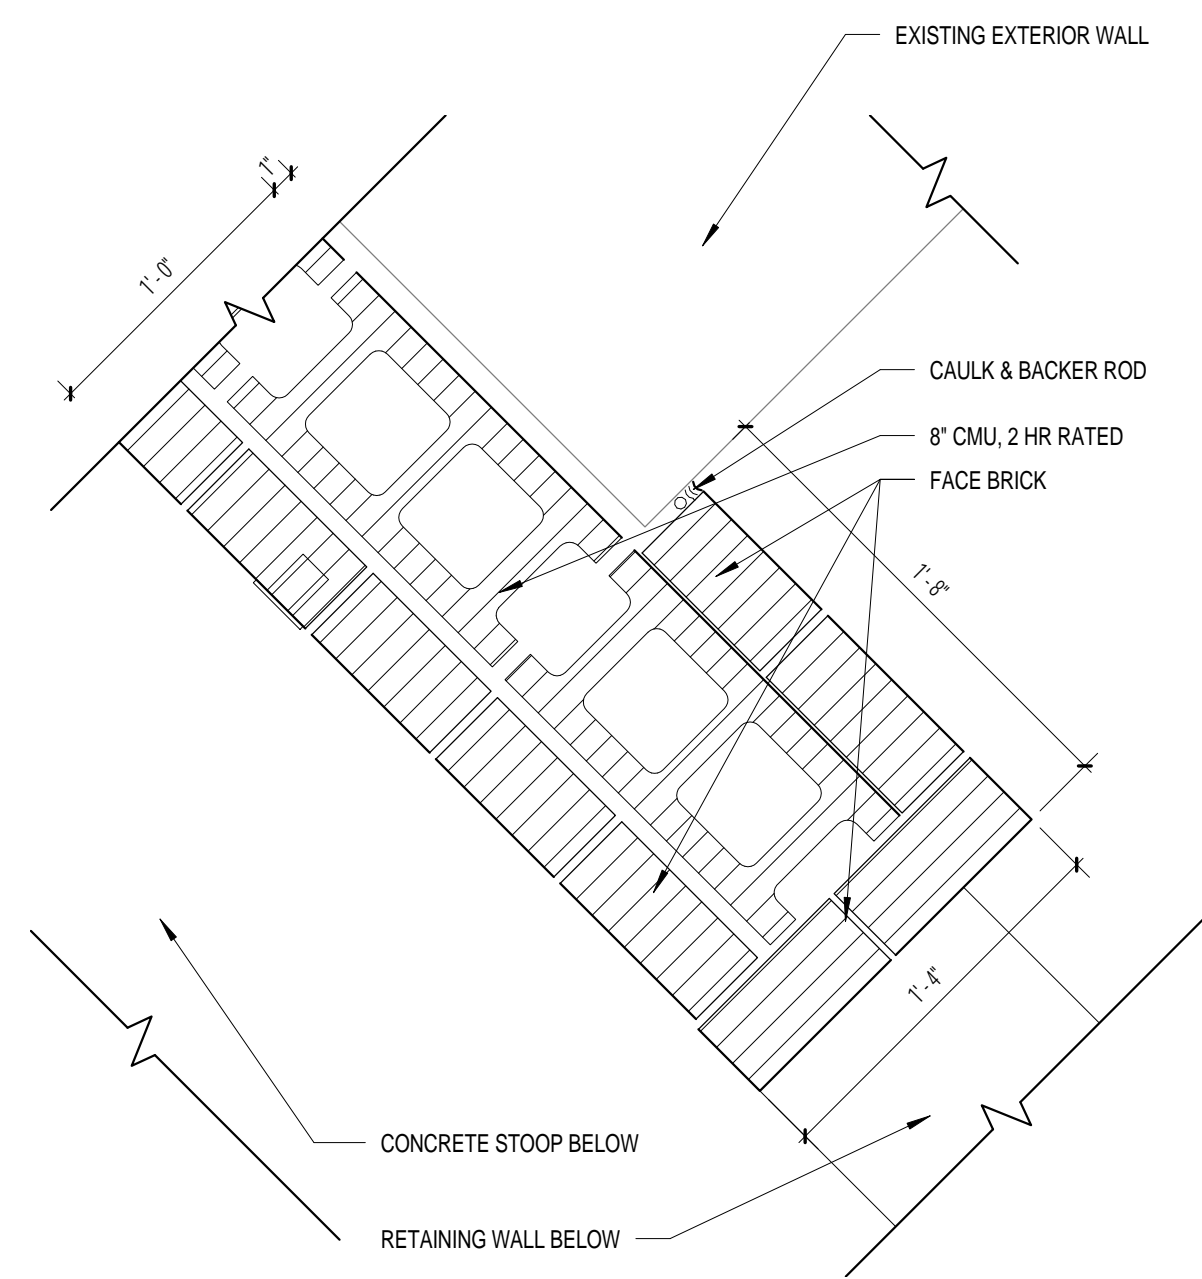 EXISTING EXTERIOR WALL
1"
1'-0"
CAULK & BACKER ROD
8" CMU, 2 HR RATED
FACE BRICK
1'-8"
1'-4"
CONCRETE STOOP BELOW
RETAINING WALL BELOW